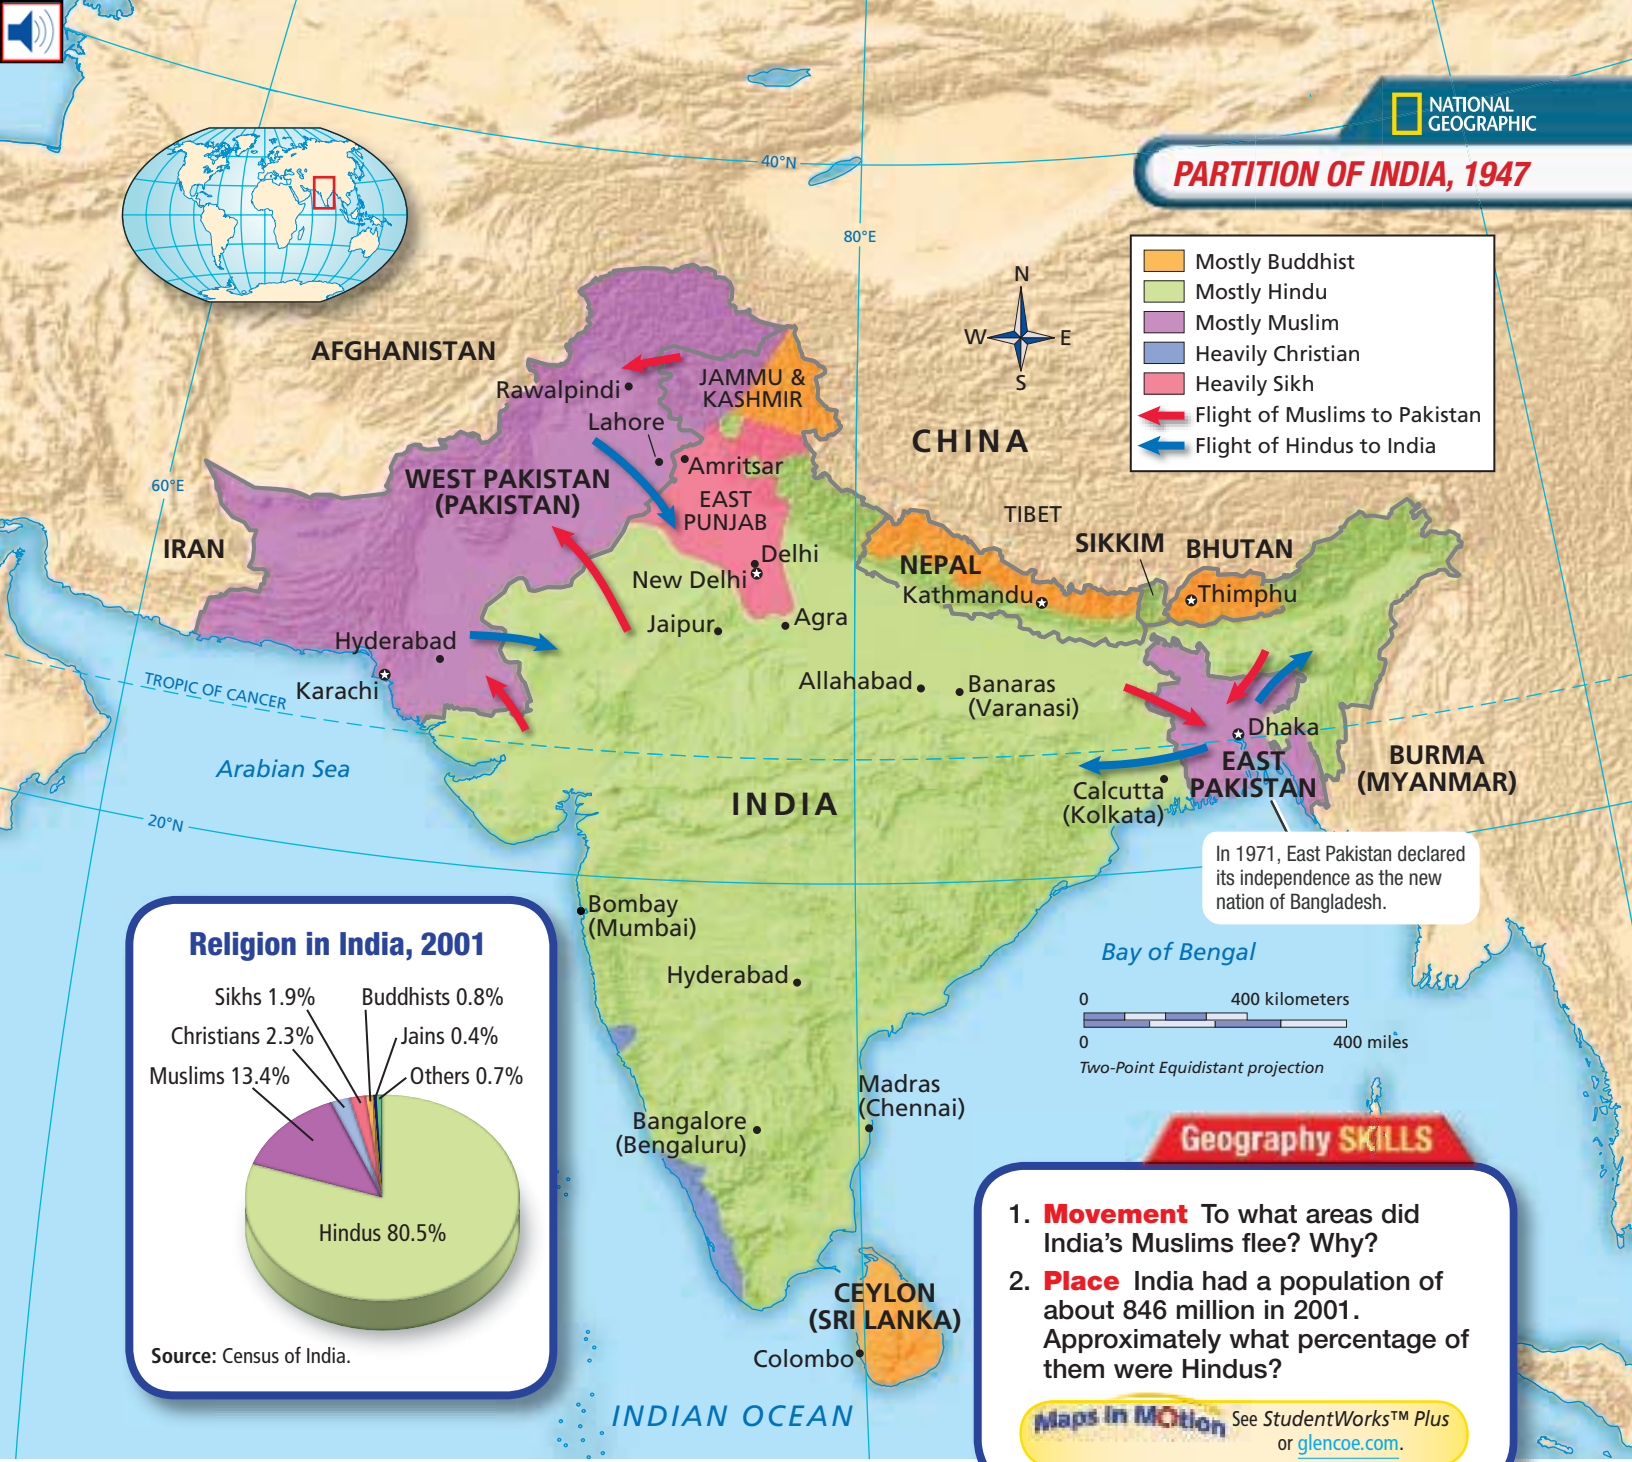 NATIONAL
GEOGRAPHIC
PARTITION OF INDIA, 1947
Mostly Buddhist
Mostly Hindu
Mostly Muslim
Heavily Christian
Heavily Sikh
Flight of Muslims to Pakistan
Flight of Hindus to India
40°N
80°E
N
W
E
S
AFGHANISTAN
Rawalpindi
JAMMU &
KASHMIR
Lahore
CHINA
Amritsar
WEST PAKISTAN
(PAKISTAN)
60°E
EAST
PUNJAB
TIBET
IRAN
SIKKIM
BHUTAN
Delhi
NEPAL
New Delhi
Kathmandu
Thimphu
Jaipur
Agra
Hyderabad
Karachi
TROPIC OF CANCER
Allahabad
Banaras
(Varanasi)
Dhaka
Arabian Sea
EAST
PAKISTAN
BURMA
(MYANMAR)
INDIA
Calcutta
(Kolkata)
20°N
In 1971, East Pakistan declared
its independence as the new
nation of Bangladesh.
Bombay
(Mumbai)
Bay of Bengal
Hyderabad
0
400 kilometers
0
400 miles
Two-Point Equidistant projection
Madras
(Chennai)
Bangalore
(Bengaluru)
CEYLON
(SRI LANKA)
Colombo
INDIAN OCEAN
Religion in India, 2001
Sikhs 1.9%
Buddhists 0.8%
Christians 2.3%
Jains 0.4%
Muslims 13.4%
Others 0.7%
Hindus 80.5%
Source: Census of India.
Geography SKILLS
1. Movement To what areas did
India's Muslims flee? Why?
2. Place India had a population of
about 846 million in 2001.
Approximately what percentage of
them were Hindus?
Maps In MOtion See StudentWorks™ Plus
or glencoe.com.